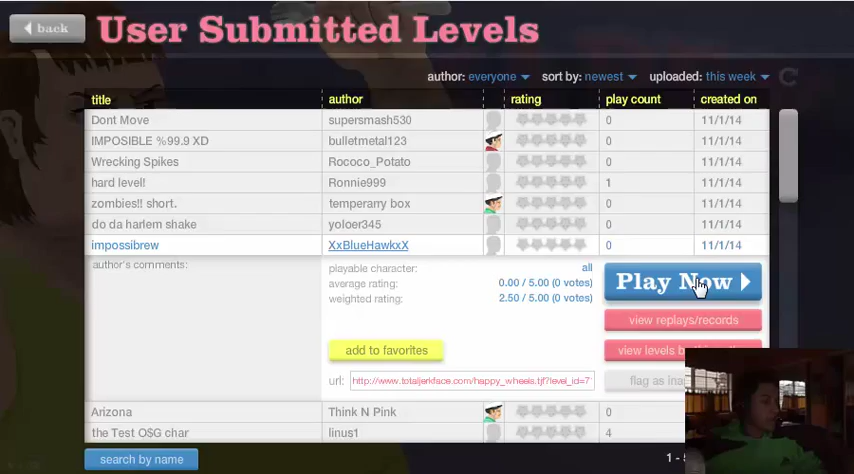 back
User Submitted Levels
author: everyone sort by: newest uploaded: this week
title author rating play count created on
Dont Move supersmash530 0 11/1/14
IMPOSIBLE %99.9 XD bulletmetal123 0 11/1/14
Wrecking Spikes Rococo_Potato 0 11/1/14
hard level! Ronnie999 1 11/1/14
zombies!! short. temperarry box 0 11/1/14
do da harlem shake yoloer345 0 11/1/14
impossibrew XxBlueHawkxX 0 11/1/14
author's comments:
playable character: all
average rating: 0.00 / 5.00 (0 votes)
weighted rating: 2.50 / 5.00 (0 votes)
Play Now
view replays/records
add to favorites
view levels b
url: http://www.totaljerkface.com/happy_wheels.tjf?level_id=7
flag as ina
Arizona Think N Pink 0
the Test O$G char linus1 4
search by name
1 -